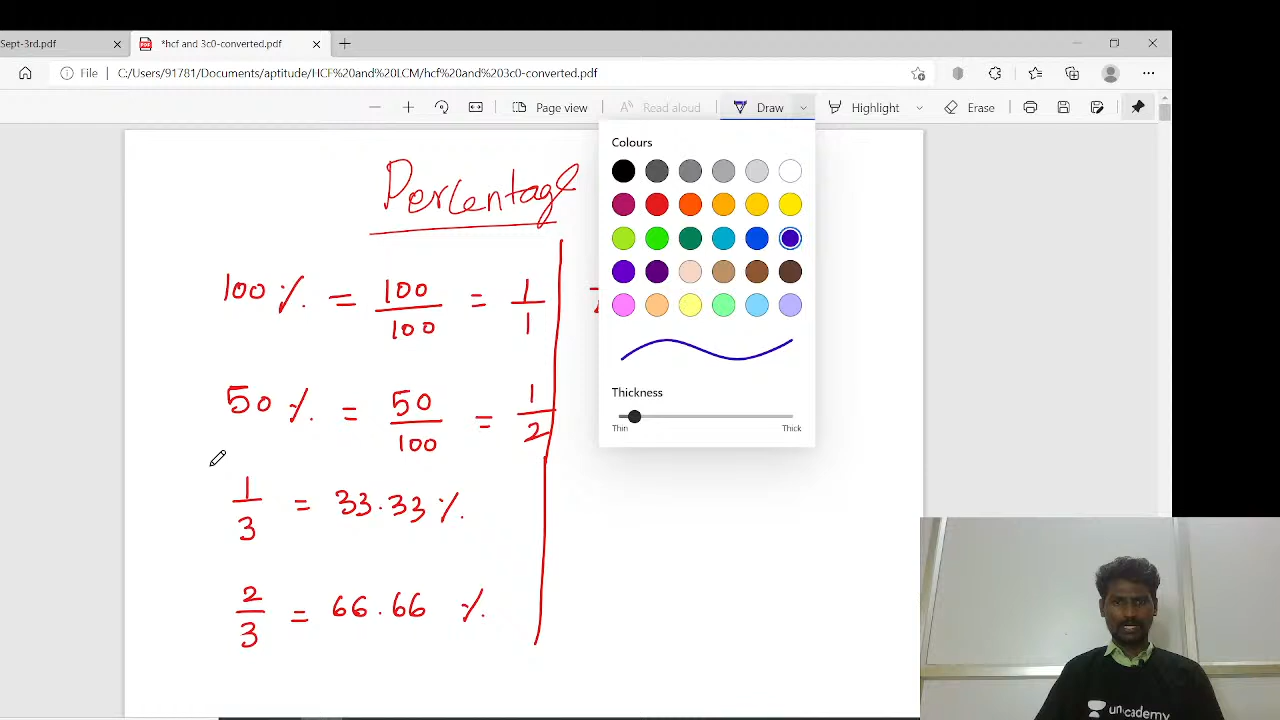 Sept-3rd.pdf
*hcf and 3c0-converted.pdf
File
C:/Users/91781/Documents/aptitude/HCF%20and%20LCM/hcf%20and%203c0-converted.pdf
Page view
Read aloud
Draw
Highlight
Erase
Colours
Thickness
Thin Thick
Percentage
100 % = 100/100 = 1/1
50 % = 50/100 = 1/2
1/3 = 33.33 %
2/3 = 66.66 %
unacademy